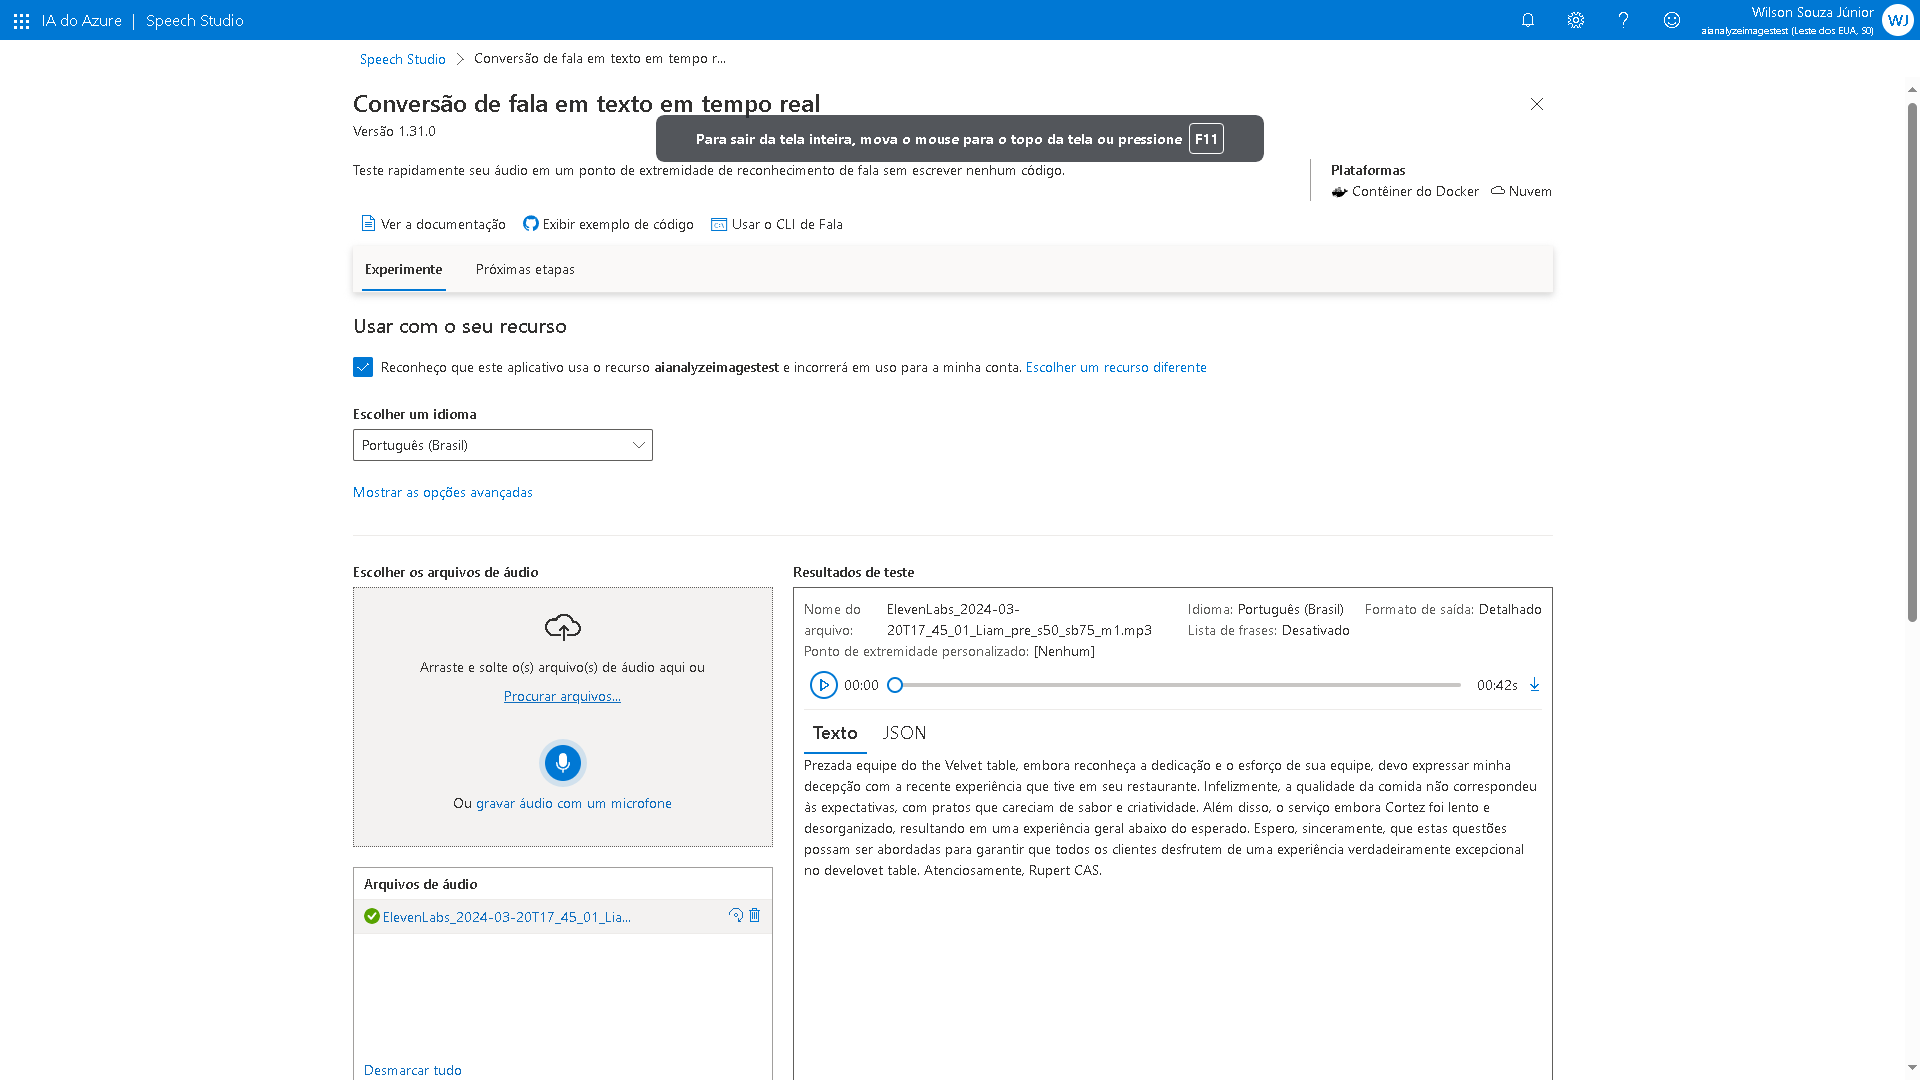 IA do Azure | Speech Studio
Wilson Souza Júnior
aianalyzeimagestest (Leste dos EUA, S0)
WJ
Speech Studio > Conversão de fala em texto em tempo r...
Conversão de fala em texto em tempo real
Versão 1.31.0
Para sair da tela inteira, mova o mouse para o topo da tela ou pressione F11
Teste rapidamente seu áudio em um ponto de extremidade de reconhecimento de fala sem escrever nenhum código.
Plataformas
Contêiner do Docker Nuvem
Ver a documentação Exibir exemplo de código Usar o CLI de Fala
Experimente Próximas etapas
Usar com o seu recurso
Reconheço que este aplicativo usa o recurso aianalyzeimagestest e incorrerá em uso para a minha conta. Escolher um recurso diferente
Escolher um idioma
Português (Brasil)
Mostrar as opções avançadas
Escolher os arquivos de áudio
Arraste e solte o(s) arquivo(s) de áudio aqui ou
Procurar arquivos...
Ou gravar áudio com um microfone
Arquivos de áudio
ElevenLabs_2024-03-20T17_45_01_Lia...
Desmarcar tudo
Resultados de teste
Nome do arquivo: ElevenLabs_2024-03-
20T17_45_01_Liam_pre_s50_sb75_m1.mp3
Idioma: Português (Brasil) Formato de saída: Detalhado
Lista de frases: Desativado
Ponto de extremidade personalizado: [Nenhum]
00:00 00:42s
Texto JSON
Prezada equipe do the Velvet table, embora reconheça a dedicação e o esforço de sua equipe, devo expressar minha
decepção com a recente experiência que tive em seu restaurante. Infelizmente, a qualidade da comida não correspondeu
às expectativas, com pratos que careciam de sabor e criatividade. Além disso, o serviço embora Cortez foi lento e
desorganizado, resultando em uma experiência geral abaixo do esperado. Espero, sinceramente, que estas questões
possam ser abordadas para garantir que todos os clientes desfrutem de uma experiência verdadeiramente excepcional
no develovet table. Atenciosamente, Rupert CAS.